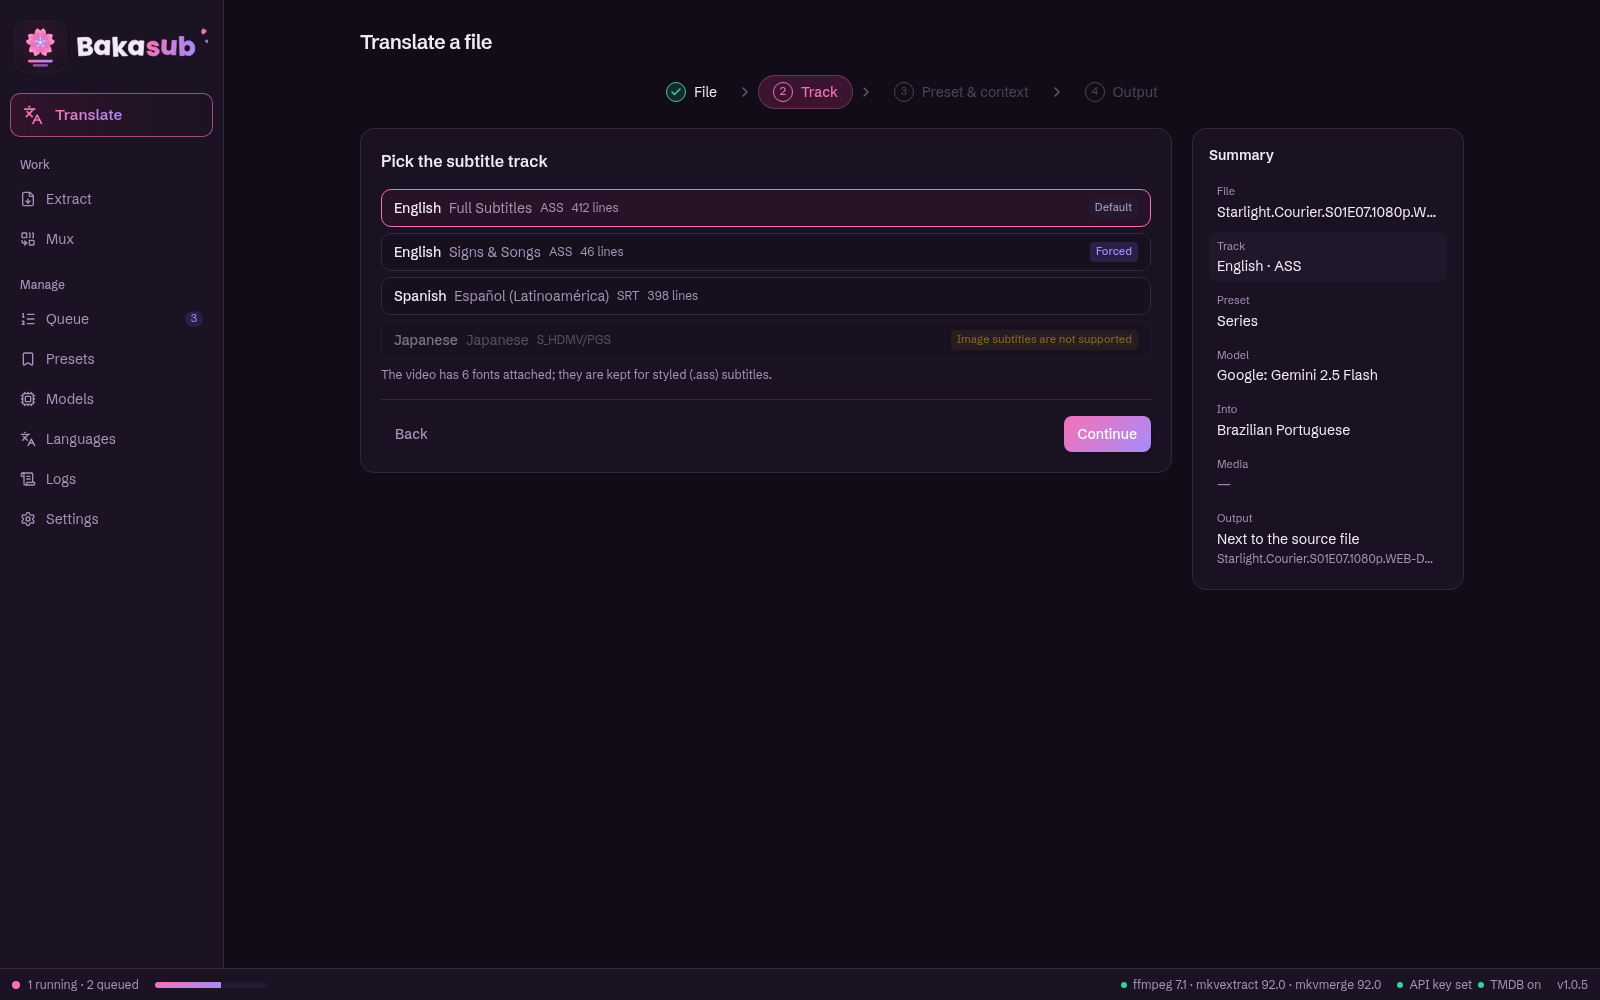 Bakasub
Translate
Work
Extract
Mux
Manage
Queue 3
Presets
Models
Languages
Logs
Settings
Translate a file
File
2 Track
3 Preset & context
4 Output
Pick the subtitle track
English Full Subtitles ASS 412 lines Default
English Signs & Songs ASS 46 lines Forced
Spanish Español (Latinoamérica) SRT 398 lines
Japanese Japanese S_HDMV/PGS Image subtitles are not supported
The video has 6 fonts attached; they are kept for styled (.ass) subtitles.
Back
Continue
Summary
File
Starlight.Courier.S01E07.1080p.W...
Track
English · ASS
Preset
Series
Model
Google: Gemini 2.5 Flash
Into
Brazilian Portuguese
Media
—
Output
Next to the source file
Starlight.Courier.S01E07.1080p.WEB-D...
1 running · 2 queued
ffmpeg 7.1 · mkvextract 92.0 · mkvmerge 92.0
API key set
TMDB on
v1.0.5